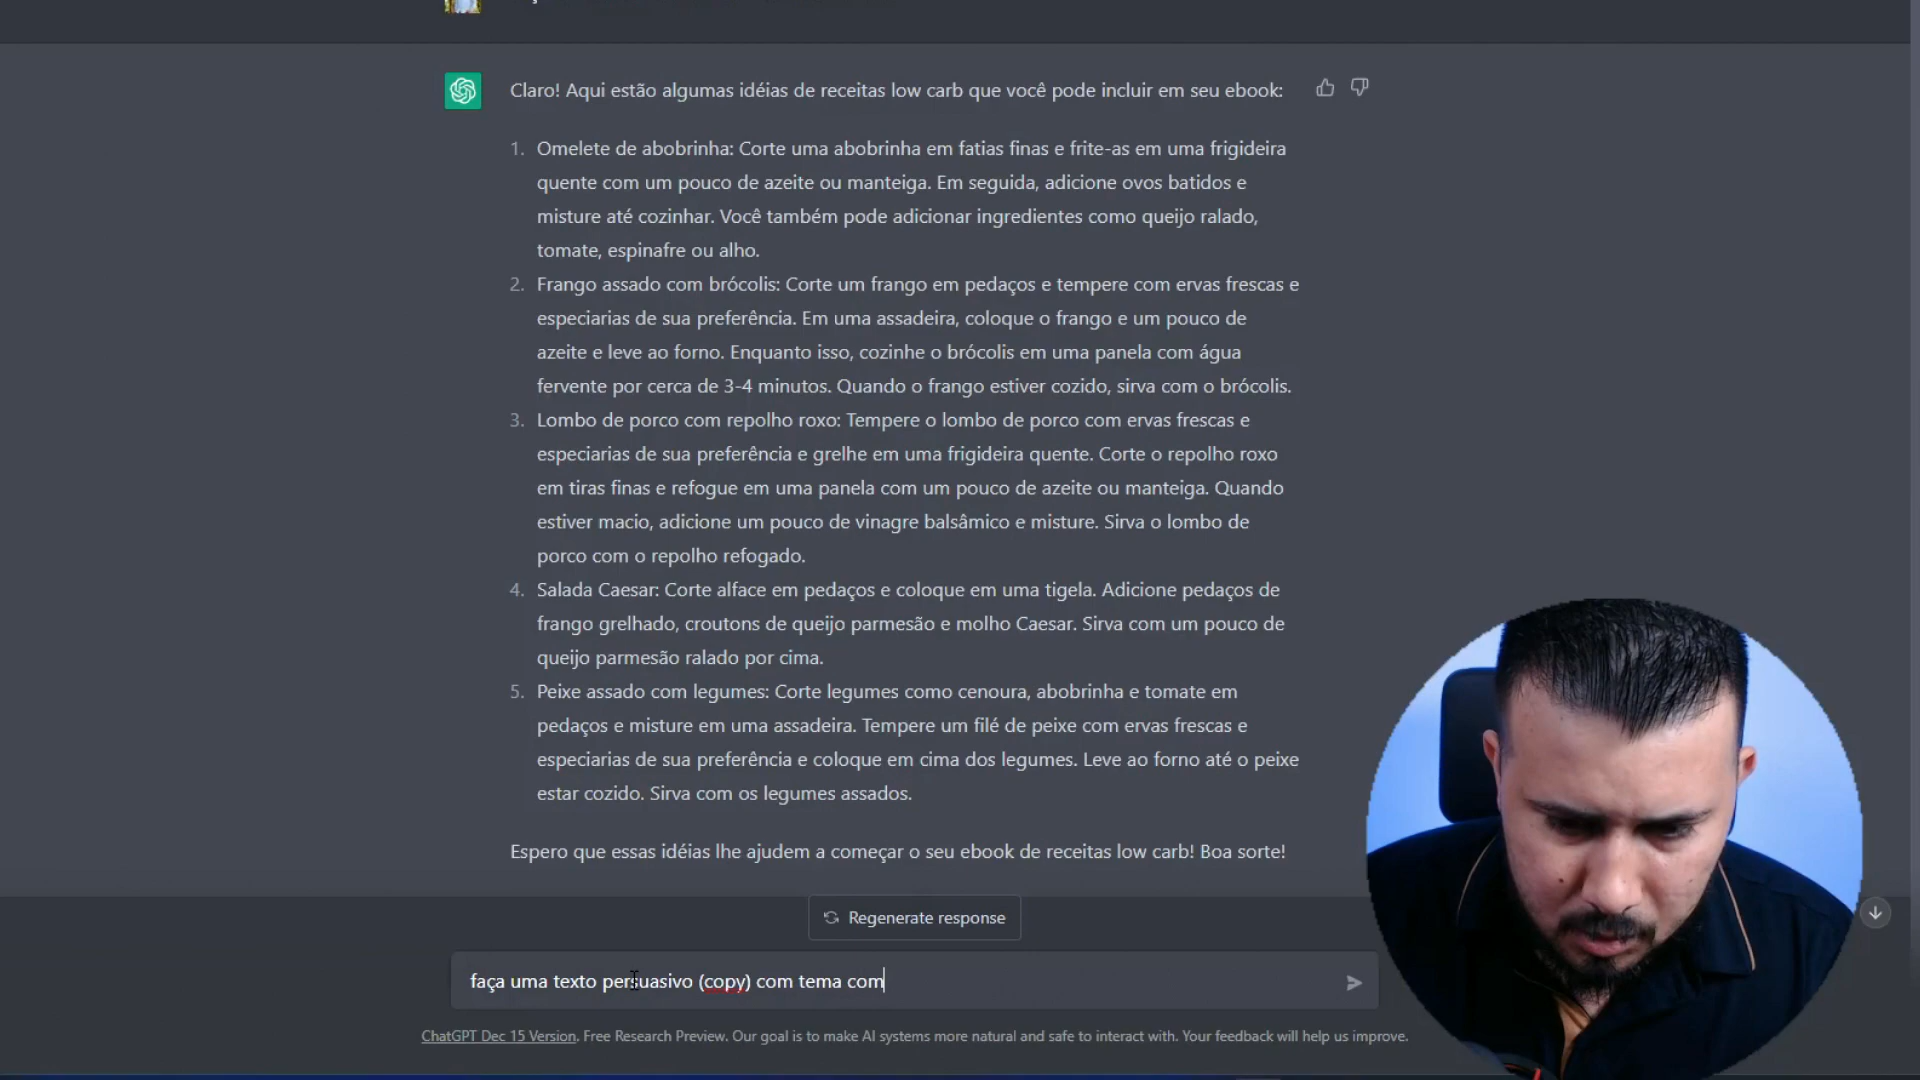 Claro! Aqui estão algumas idéias de receitas low carb que você pode incluir em seu ebook:
1. Omelete de abobrinha: Corte uma abobrinha em fatias finas e frite-as em uma frigideira
quente com um pouco de azeite ou manteiga. Em seguida, adicione ovos batidos e
misture até cozinhar. Você também pode adicionar ingredientes como queijo ralado,
tomate, espinafre ou alho.
2. Frango assado com brócolis: Corte um frango em pedaços e tempere com ervas frescas e
especiarias de sua preferência. Em uma assadeira, coloque o frango e um pouco de
azeite e leve ao forno. Enquanto isso, cozinhe o brócolis em uma panela com água
fervente por cerca de 3-4 minutos. Quando o frango estiver cozido, sirva com o brócolis.
3. Lombo de porco com repolho roxo: Tempere o lombo de porco com ervas frescas e
especiarias de sua preferência e grelhe em uma frigideira quente. Corte o repolho roxo
em tiras finas e refogue em uma panela com um pouco de azeite ou manteiga. Quando
estiver macio, adicione um pouco de vinagre balsâmico e misture. Sirva o lombo de
porco com o repolho refogado.
4. Salada Caesar: Corte alface em pedaços e coloque em uma tigela. Adicione pedaços de
frango grelhado, croutons de queijo parmesão e molho Caesar. Sirva com um pouco de
queijo parmesão ralado por cima.
5. Peixe assado com legumes: Corte legumes como cenoura, abobrinha e tomate em
pedaços e misture em uma assadeira. Tempere um filé de peixe com ervas frescas e
especiarias de sua preferência e coloque em cima dos legumes. Leve ao forno até o peixe
estar cozido. Sirva com os legumes assados.
Espero que essas idéias lhe ajudem a começar o seu ebook de receitas low carb! Boa sorte!
Regenerate response
faça uma texto persuasivo (copy) com tema com
ChatGPT Dec 15 Version. Free Research Preview. Our goal is to make AI systems more natural and safe to interact with. Your feedback will help us improve.